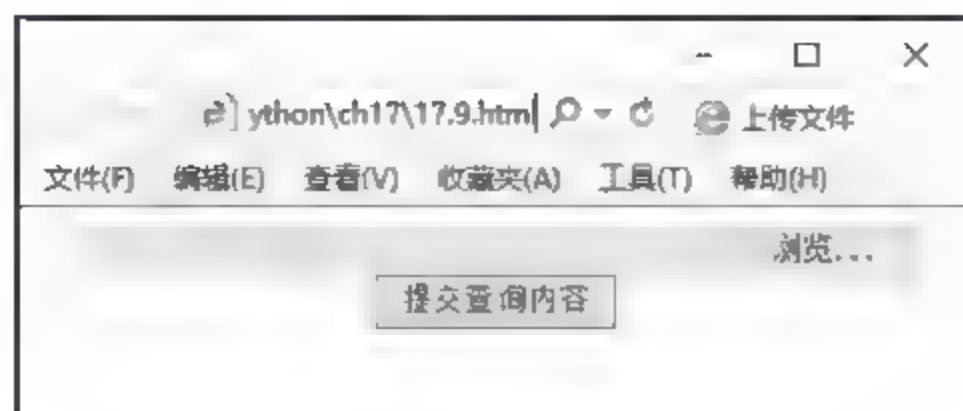 ython\ch17\17.9.html 上传文件
文件(F) 编辑(E) 查看(V) 收藏夹(A) 工具(T) 帮助(H)
浏览...
提交查询内容